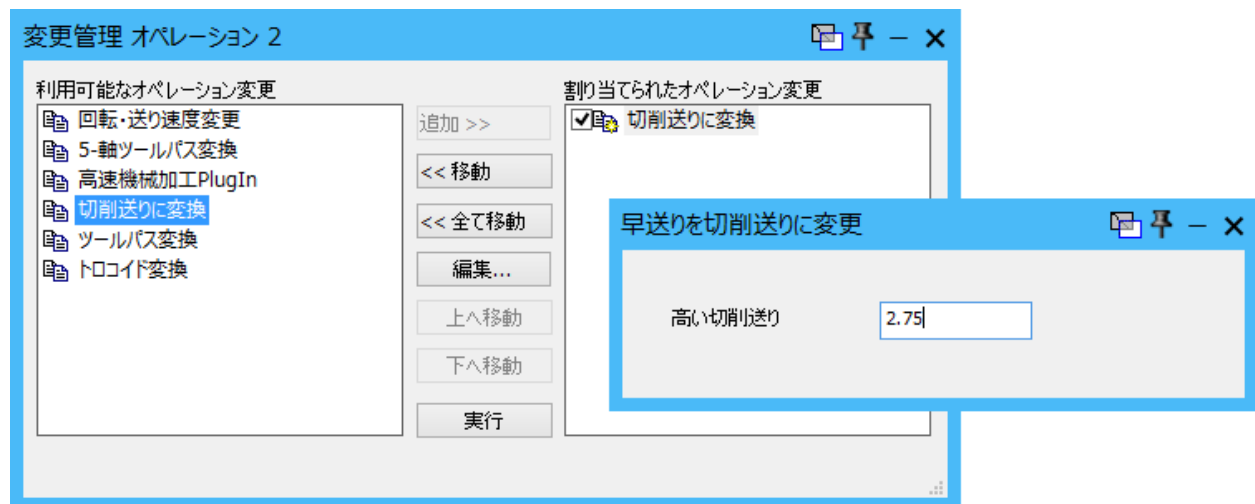 変更管理 オペレーション 2
利用可能なオペレーション変更
回転・送り速度変更
5-軸ツールパス変換
高速機械加工PlugIn
切削送りに変換
ツールパス変換
トロコイド変換
追加 >>
<< 移動
<< 全て移動
編集...
上へ移動
下へ移動
実行
割り当てられたオペレーション変更
切削送りに変換
早送りを切削送りに変更
高い切削送り
2.75